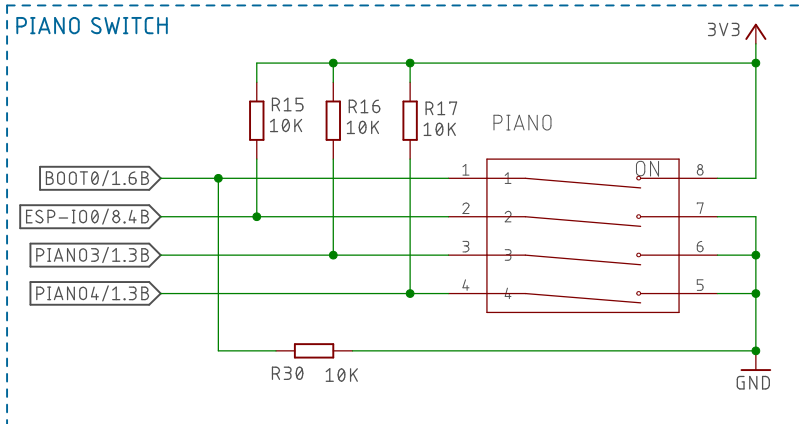 PIANO SWITCH
3V3
R15
10K
R16
10K
R17
10K
PIANO
ON
BOOT0/1.6B
1
1
8
ESP-IO0/8.4B
2
2
7
PIANO3/1.3B
3
3
6
PIANO4/1.3B
4
4
5
R30
10K
GND